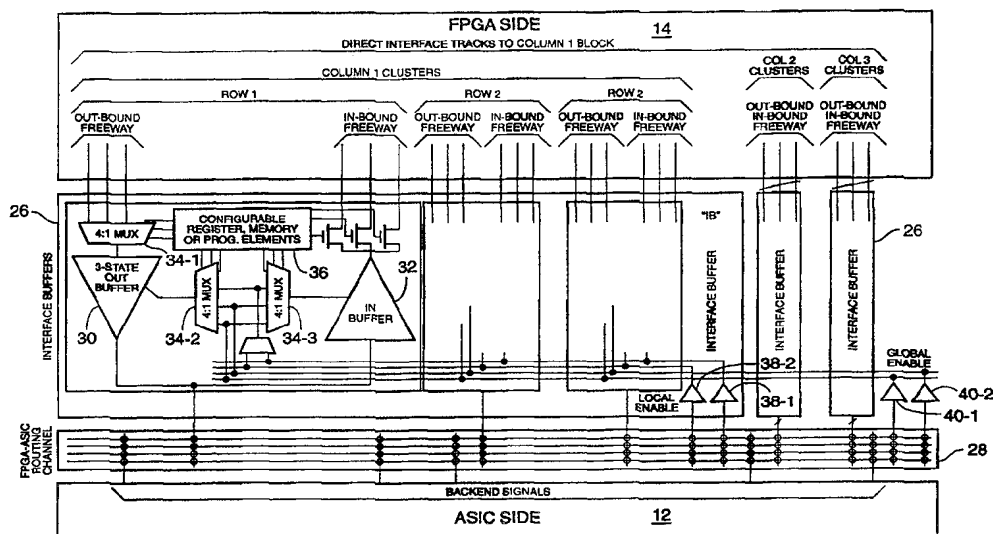 FPGA SIDE 14
DIRECT INTERFACE TRACKS TO COLUMN 1 BLOCK
COLUMN 1 CLUSTERS
COL 2 CLUSTERS
COL 3 CLUSTERS
ROW 1
ROW 2
ROW 2
OUT-BOUND FREEWAY
IN-BOUND FREEWAY
OUT-BOUND FREEWAY
IN-BOUND FREEWAY
OUT-BOUND FREEWAY
IN-BOUND FREEWAY
OUT-BOUND IN-BOUND FREEWAY
OUT-BOUND IN-BOUND FREEWAY
26
INTERFACE BUFFERS
4:1 MUX
34-1
CONFIGURABLE REGISTER, MEMORY OR PROG. ELEMENTS
36
32
3-STATE OUT BUFFER
30
4:1 MUX
34-2
4:1 MUX
34-3
IN BUFFER
"IB"
INTERFACE BUFFER
INTERFACE BUFFER
INTERFACE BUFFER
26
LOCAL ENABLE
38-2
38-1
GLOBAL ENABLE
40-2
40-1
FPGA-ASIC ROUTING CHANNEL
28
BACKEND SIGNALS
ASIC SIDE 12